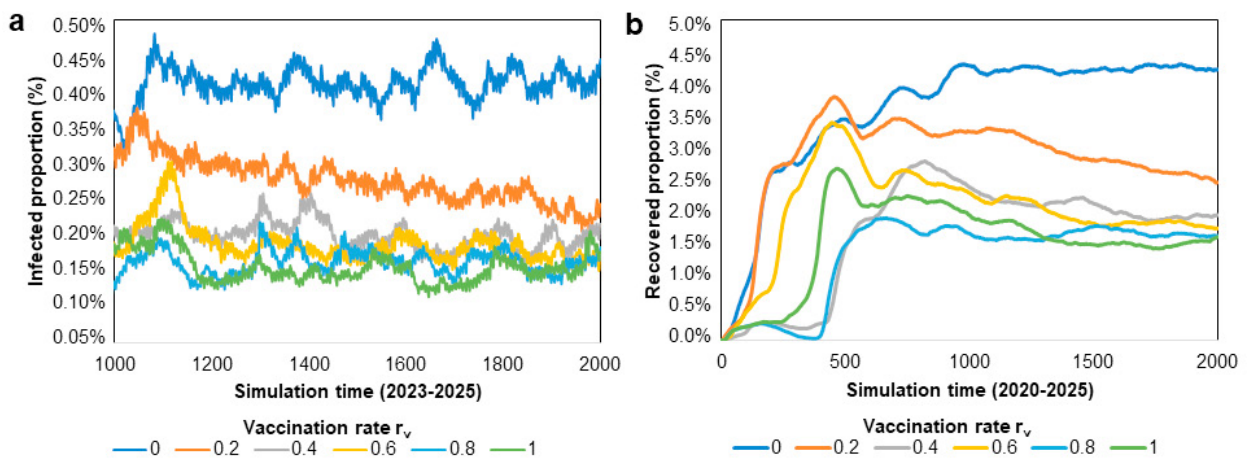 a
0.50%
0.45%
0.40%
0.35%
0.30%
0.25%
0.20%
0.15%
0.10%
0.05%
Infected proportion (%)
1000 1200 1400 1600 1800 2000
Simulation time (2023-2025)
Vaccination rate rv
0 0.2 0.4 0.6 0.8 1
b
5.0%
4.5%
4.0%
3.5%
3.0%
2.5%
2.0%
1.5%
1.0%
0.5%
0.0%
Recovered proportion (%)
0 500 1000 1500 2000
Simulation time (2020-2025)
Vaccination rate rv
0 0.2 0.4 0.6 0.8 1